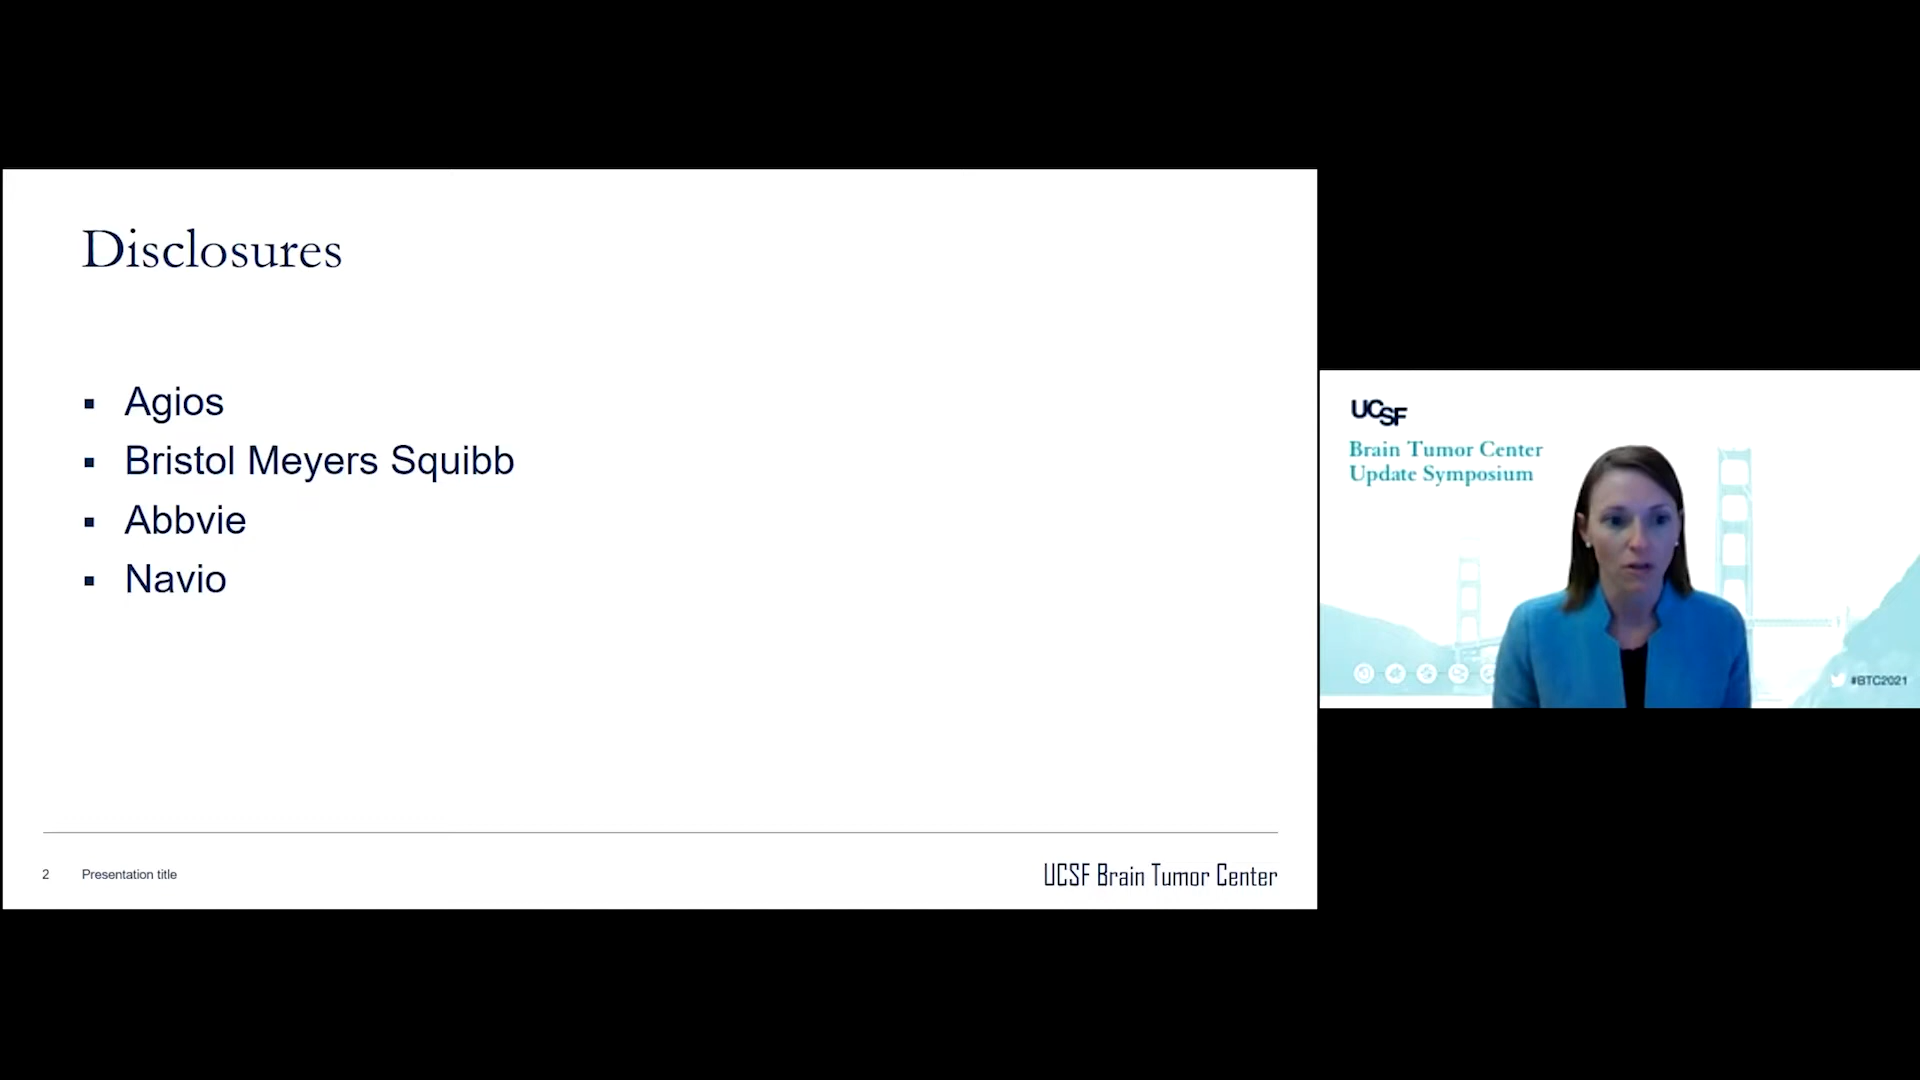 Disclosures
▪ Agios
▪ Bristol Meyers Squibb
▪ Abbvie
▪ Navio
2 Presentation title
UCSF Brain Tumor Center
UCSF
Brain Tumor Center
Update Symposium
#BTC2021